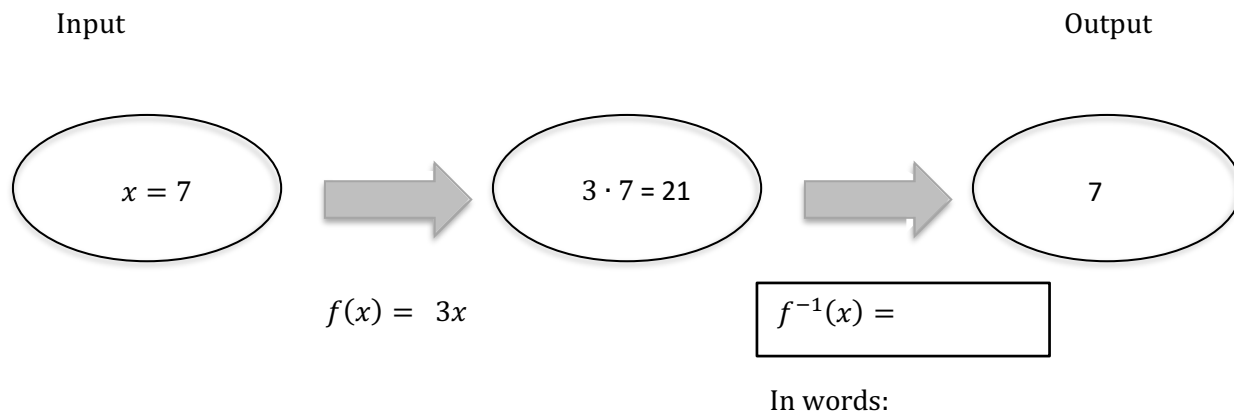 Input
Output
x = 7
3 · 7 = 21
7
f(x) = 3x
f⁻¹(x) =
In words: